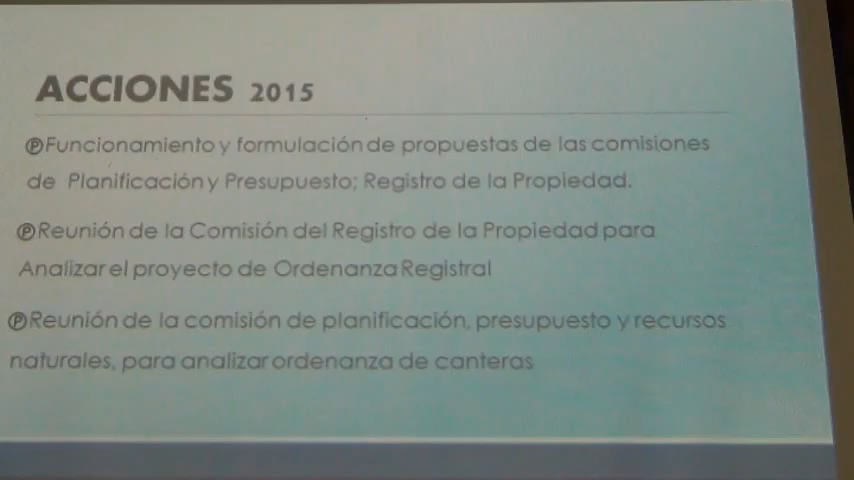 ACCIONES 2015
℗Funcionamiento y formulación de propuestas de las comisiones
de Planificación y Presupuesto; Registro de la Propiedad.
℗Reunión de la Comisión del Registro de la Propiedad para
Analizar el proyecto de Ordenanza Registral
℗Reunión de la comisión de planificación, presupuesto y recursos
naturales, para analizar ordenanza de canteras